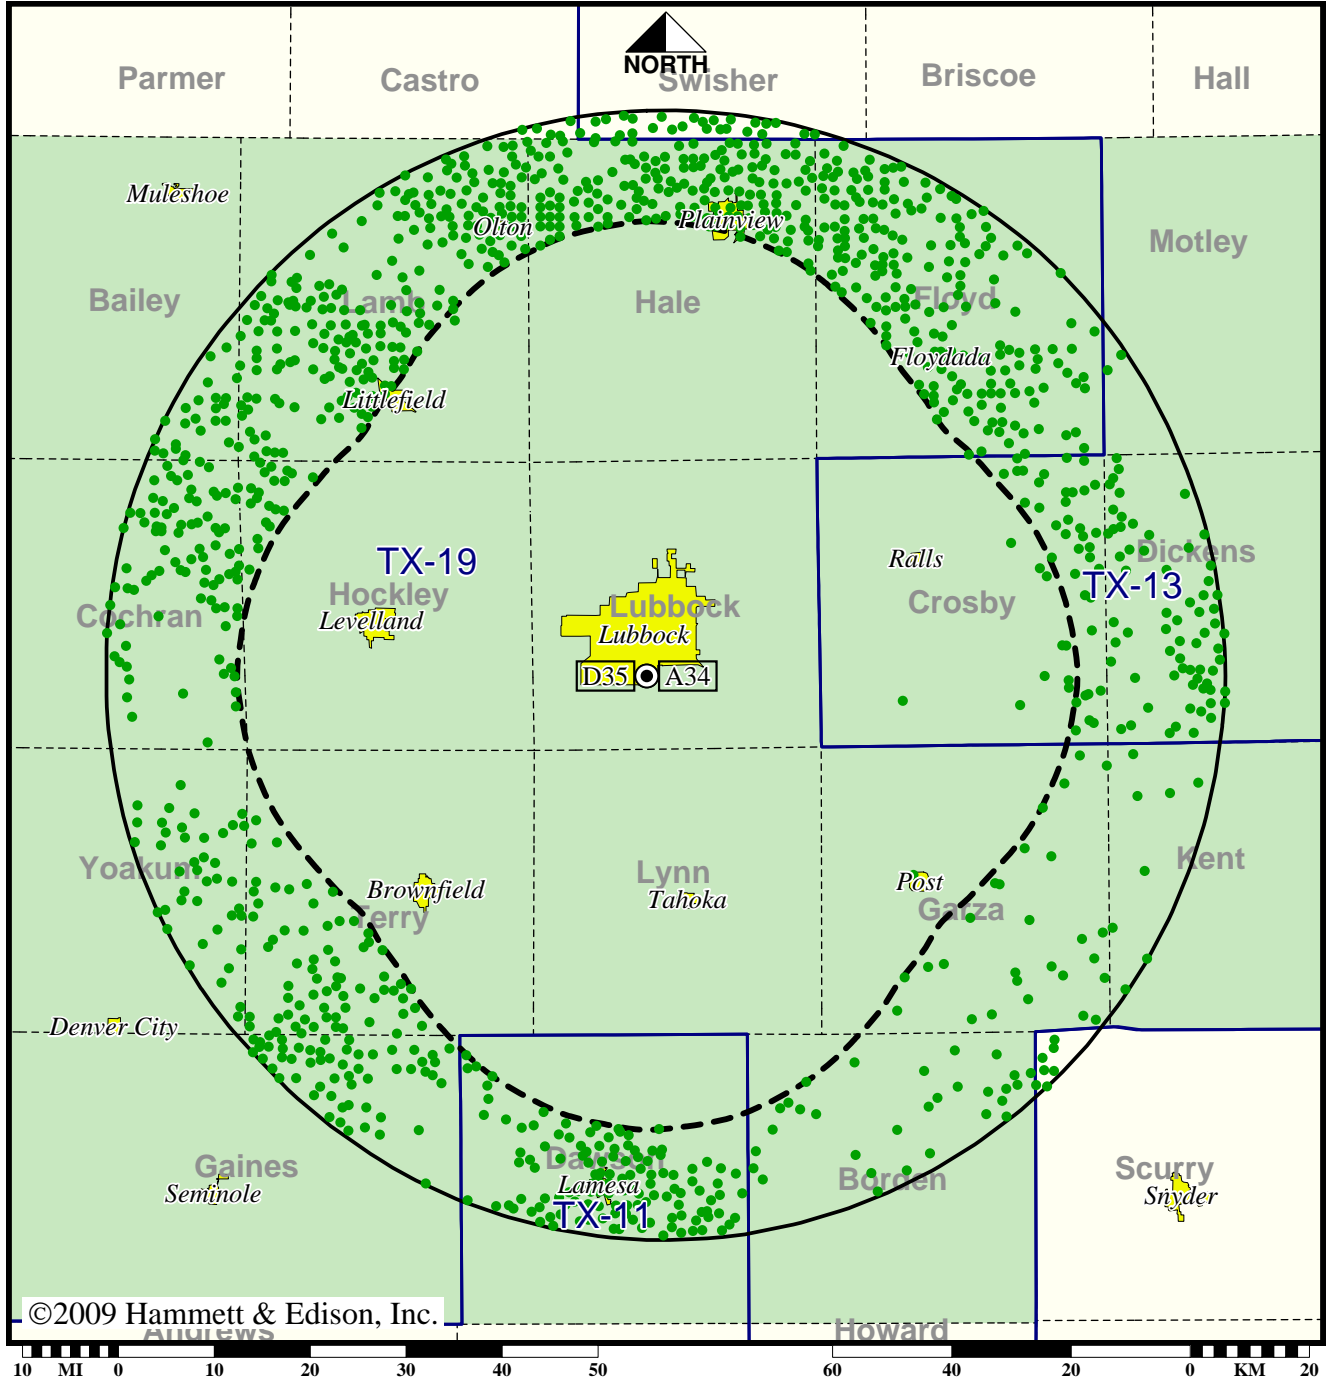 NORTH
Parmer
Castro
Swisher
Briscoe
Hall
Muleshoe
Olton
Plainview
Motley
Bailey
Lamb
Hale
Floyd
Floydada
Littlefield
TX-19
Ralls
Dickens
TX-13
Cochran
Hockley
Levelland
Lubbock
Lubbock
Crosby
D35
A34
Yoakum
Brownfield
Terry
Lynn
Tahoka
Post
Garza
Kent
Denver City
Gaines
Seminole
Dawson
Lamesa
TX-11
Borden
Scurry
Snyder
©2009 Hammett & Edison, Inc.
Andrews
Howard
10 MI 0 10 20 30 40 50 60 40 20 0 KM 20